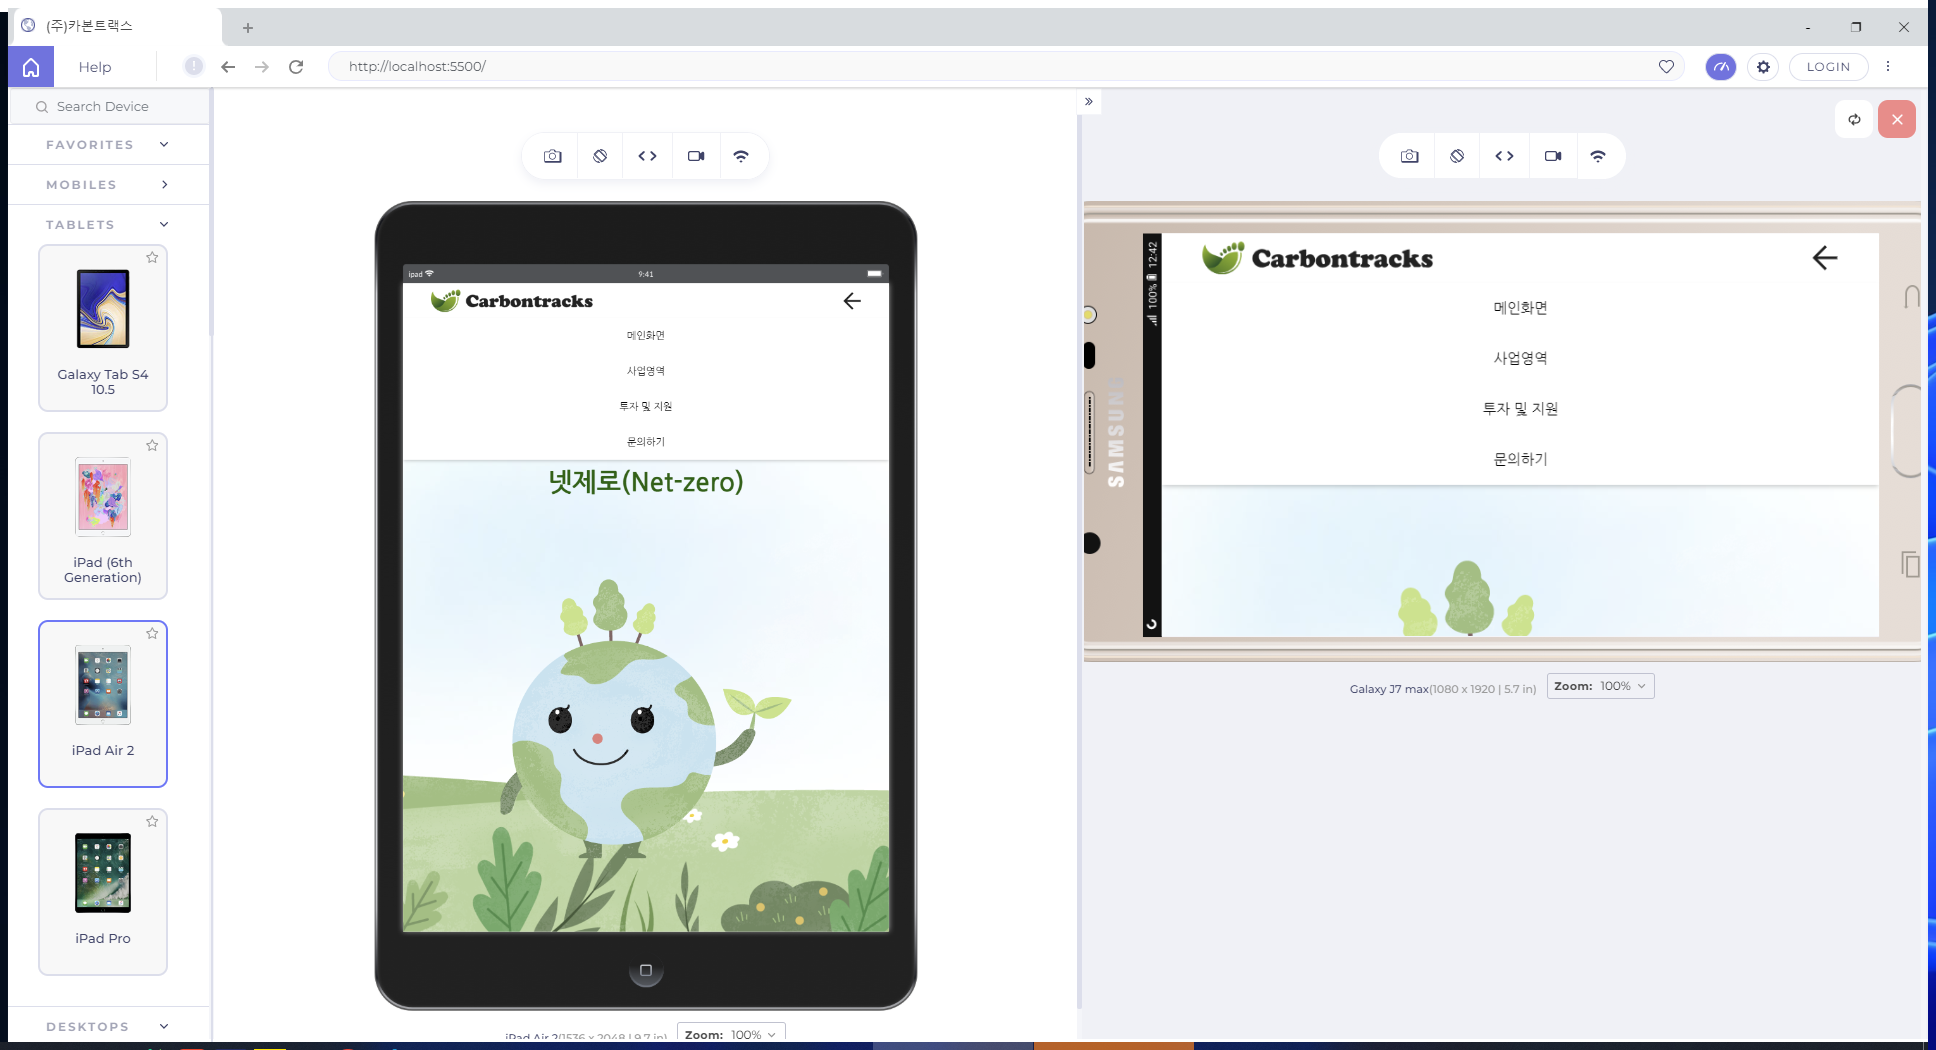 (주)카본트랙스
Help
http://localhost:5500/
LOGIN
Search Device
FAVORITES
MOBILES
TABLETS
Galaxy Tab S4
10.5
iPad (6th
Generation)
iPad Air 2
iPad Pro
DESKTOPS
ipad
9:41
Carbontracks
메인화면
사업영역
투자 및 지원
문의하기
넷제로(Net-zero)
iPad Air 2(1536 x 2048 | 9.7 in)
Zoom: 100%
100% 12:42
SAMSUNG
Carbontracks
메인화면
사업영역
투자 및 지원
문의하기
Galaxy J7 max(1080 x 1920 | 5.7 in)
Zoom: 100%